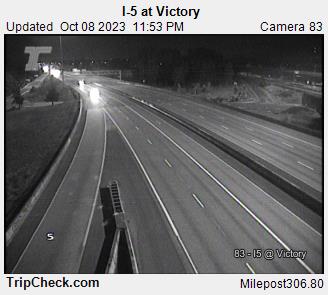 I-5 at Victory
Updated Oct 08 2023 11:53 PM Camera 83
S
83 - I5 @ Victory
TripCheck.com Milepost306.80